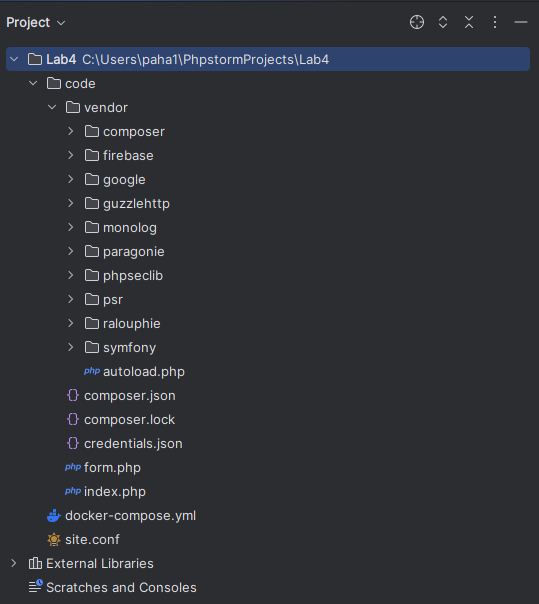 Project
Lab4 C:\Users\paha1\PhpstormProjects\Lab4
code
vendor
composer
firebase
google
guzzlehttp
monolog
paragonie
phpseclib
psr
ralouphie
symfony
php autoload.php
{} composer.json
{} composer.lock
{} credentials.json
php form.php
php index.php
docker-compose.yml
site.conf
External Libraries
Scratches and Consoles